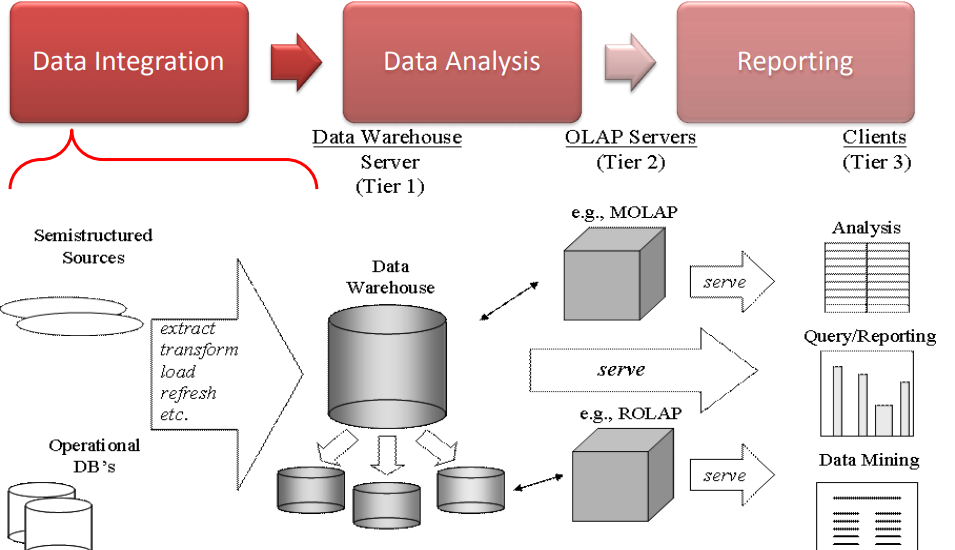 Data Integration
Data Analysis
Reporting
Data Warehouse
Server
(Tier 1)
OLAP Servers
(Tier 2)
Clients
(Tier 3)
e.g., MOLAP
Semistructured
Sources
Analysis
Data
Warehouse
serve
extract
transform
load
refresh
etc.
Query/Reporting
serve
e.g., ROLAP
Operational
DB's
Data Mining
serve